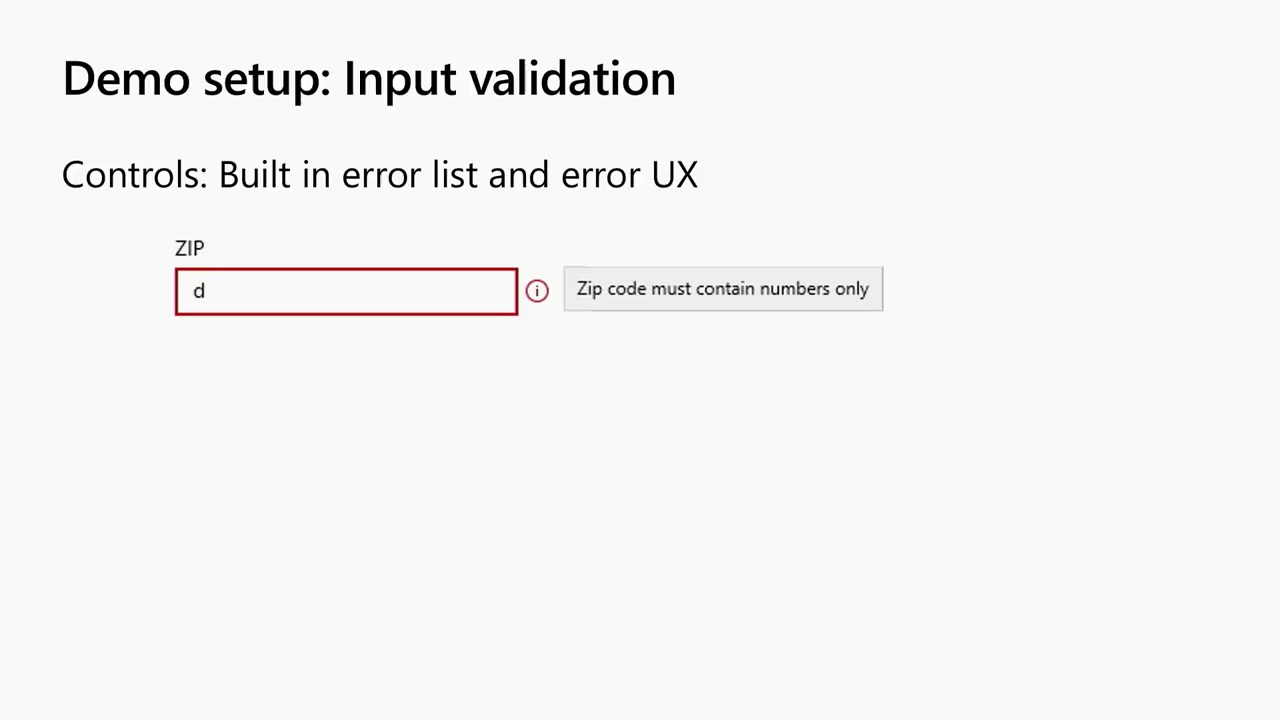 Demo setup: Input validation
Controls: Built in error list and error UX
ZIP
d
Zip code must contain numbers only